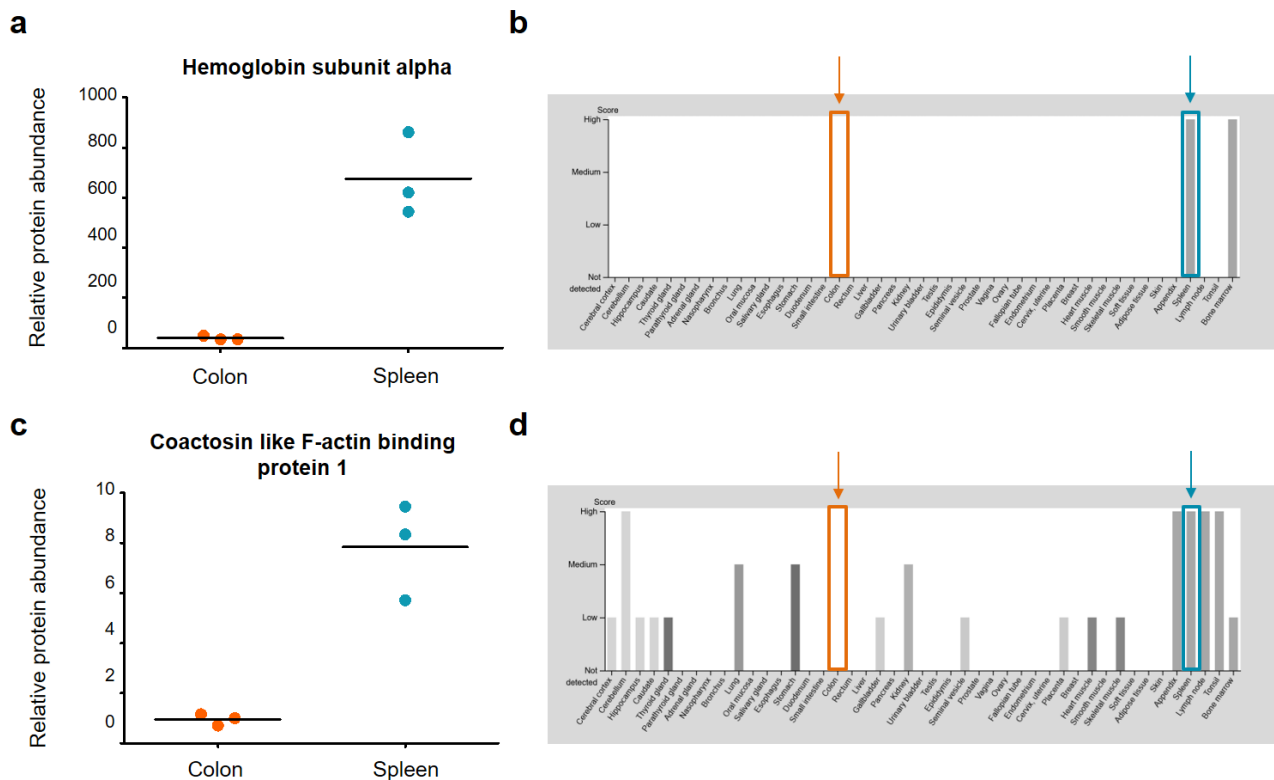 a
Hemoglobin subunit alpha
Relative protein abundance
1000
800
600
400
200
0
Colon
Spleen
b
Score
High
Medium
Low
Not
detected
Cerebral cortex
Cerebellum
Hippocampus
Caudate
Thyroid gland
Parathyroid gland
Adrenal gland
Nasopharynx
Bronchus
Lung
Oral mucosa
Salivary gland
Esophagus
Stomach
Duodenum
Small intestine
Colon
Rectum
Liver
Gallbladder
Pancreas
Kidney
Urinary bladder
Testis
Epididymis
Seminal vesicle
Prostate
Vagina
Ovary
Fallopian tube
Endometrium
Cervix, uterine
Placenta
Breast
Heart muscle
Smooth muscle
Skeletal muscle
Soft tissue
Adipose tissue
Skin
Appendix
Spleen
Lymph node
Tonsil
Bone marrow
c
Coactosin like F-actin binding
protein 1
Relative protein abundance
10
8
6
4
2
0
Colon
Spleen
d
Score
High
Medium
Low
Not
detected
Cerebral cortex
Cerebellum
Hippocampus
Caudate
Thyroid gland
Parathyroid gland
Adrenal gland
Nasopharynx
Bronchus
Lung
Oral mucosa
Salivary gland
Esophagus
Stomach
Duodenum
Small intestine
Colon
Rectum
Liver
Gallbladder
Pancreas
Kidney
Urinary bladder
Testis
Epididymis
Seminal vesicle
Prostate
Vagina
Ovary
Fallopian tube
Endometrium
Cervix, uterine
Placenta
Breast
Heart muscle
Smooth muscle
Skeletal muscle
Soft tissue
Adipose tissue
Skin
Appendix
Spleen
Lymph node
Tonsil
Bone marrow